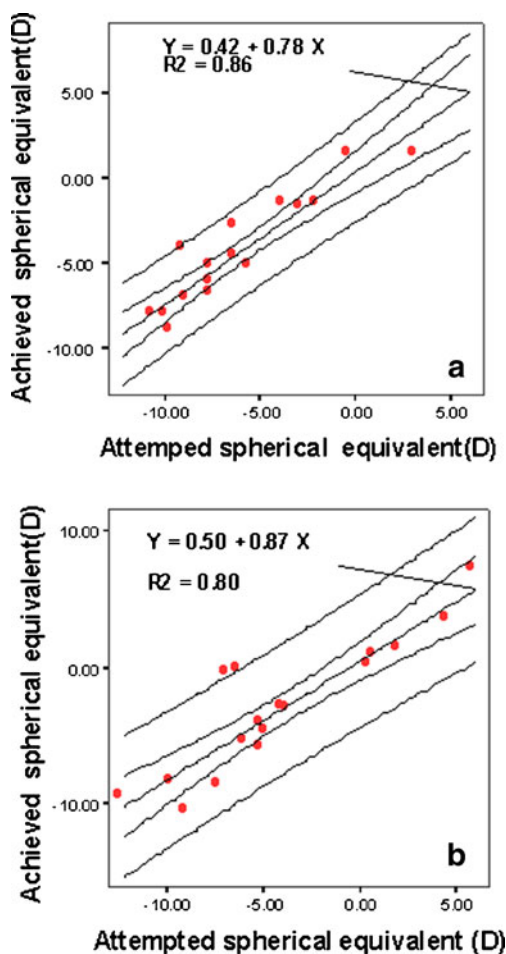 Y = 0.42 + 0.78 X
R2 = 0.86
5.00
0.00
-5.00
-10.00
Achieved spherical equivalent(D)
a
-10.00 -5.00 0.00 5.00
Attemped spherical equivalent(D)
10.00
Y = 0.50 + 0.87 X
R2 = 0.80
0.00
-10.00
Achieved spherical equivalent(D)
b
-10.00 -5.00 0.00 5.00
Attempted spherical equivalent (D)